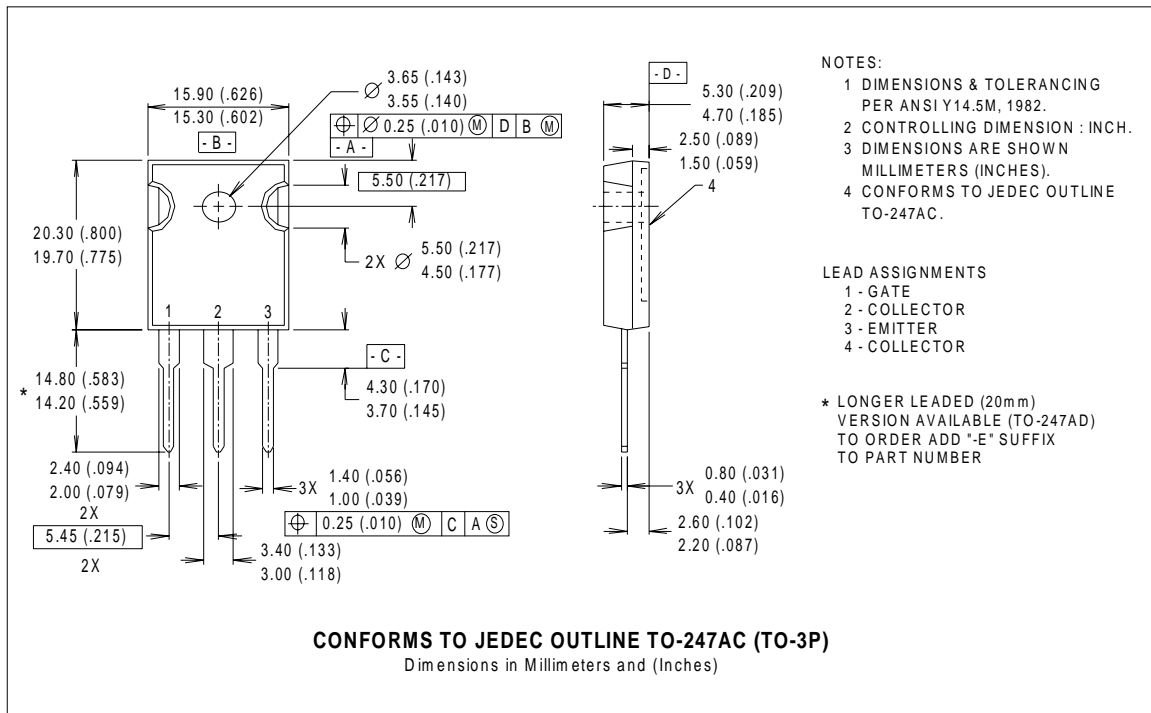 15.90 (.626)
15.30 (.602)
- B -
Ø 3.65 (.143)
3.55 (.140)
⌖ Ø 0.25 (.010) Ⓜ D B Ⓜ
- A -
5.50 (.217)
20.30 (.800)
19.70 (.775)
2X Ø 5.50 (.217)
4.50 (.177)
1 2 3
- C -
* 14.80 (.583)
14.20 (.559)
4.30 (.170)
3.70 (.145)
2.40 (.094)
2.00 (.079)
2X
5.45 (.215)
2X
3X 1.40 (.056)
1.00 (.039)
⌖ 0.25 (.010) Ⓜ C A Ⓢ
3.40 (.133)
3.00 (.118)
- D -
5.30 (.209)
4.70 (.185)
2.50 (.089)
1.50 (.059)
4
3X 0.80 (.031)
0.40 (.016)
2.60 (.102)
2.20 (.087)
NOTES:
1 DIMENSIONS & TOLERANCING
PER ANSI Y14.5M, 1982.
2 CONTROLLING DIMENSION : INCH.
3 DIMENSIONS ARE SHOWN
MILLIMETERS (INCHES).
4 CONFORMS TO JEDEC OUTLINE
TO-247AC.
LEAD ASSIGNMENTS
1 - GATE
2 - COLLECTOR
3 - EMITTER
4 - COLLECTOR
* LONGER LEADED (20mm)
VERSION AVAILABLE (TO-247AD)
TO ORDER ADD "-E" SUFFIX
TO PART NUMBER
CONFORMS TO JEDEC OUTLINE TO-247AC (TO-3P)
Dimensions in Millimeters and (Inches)